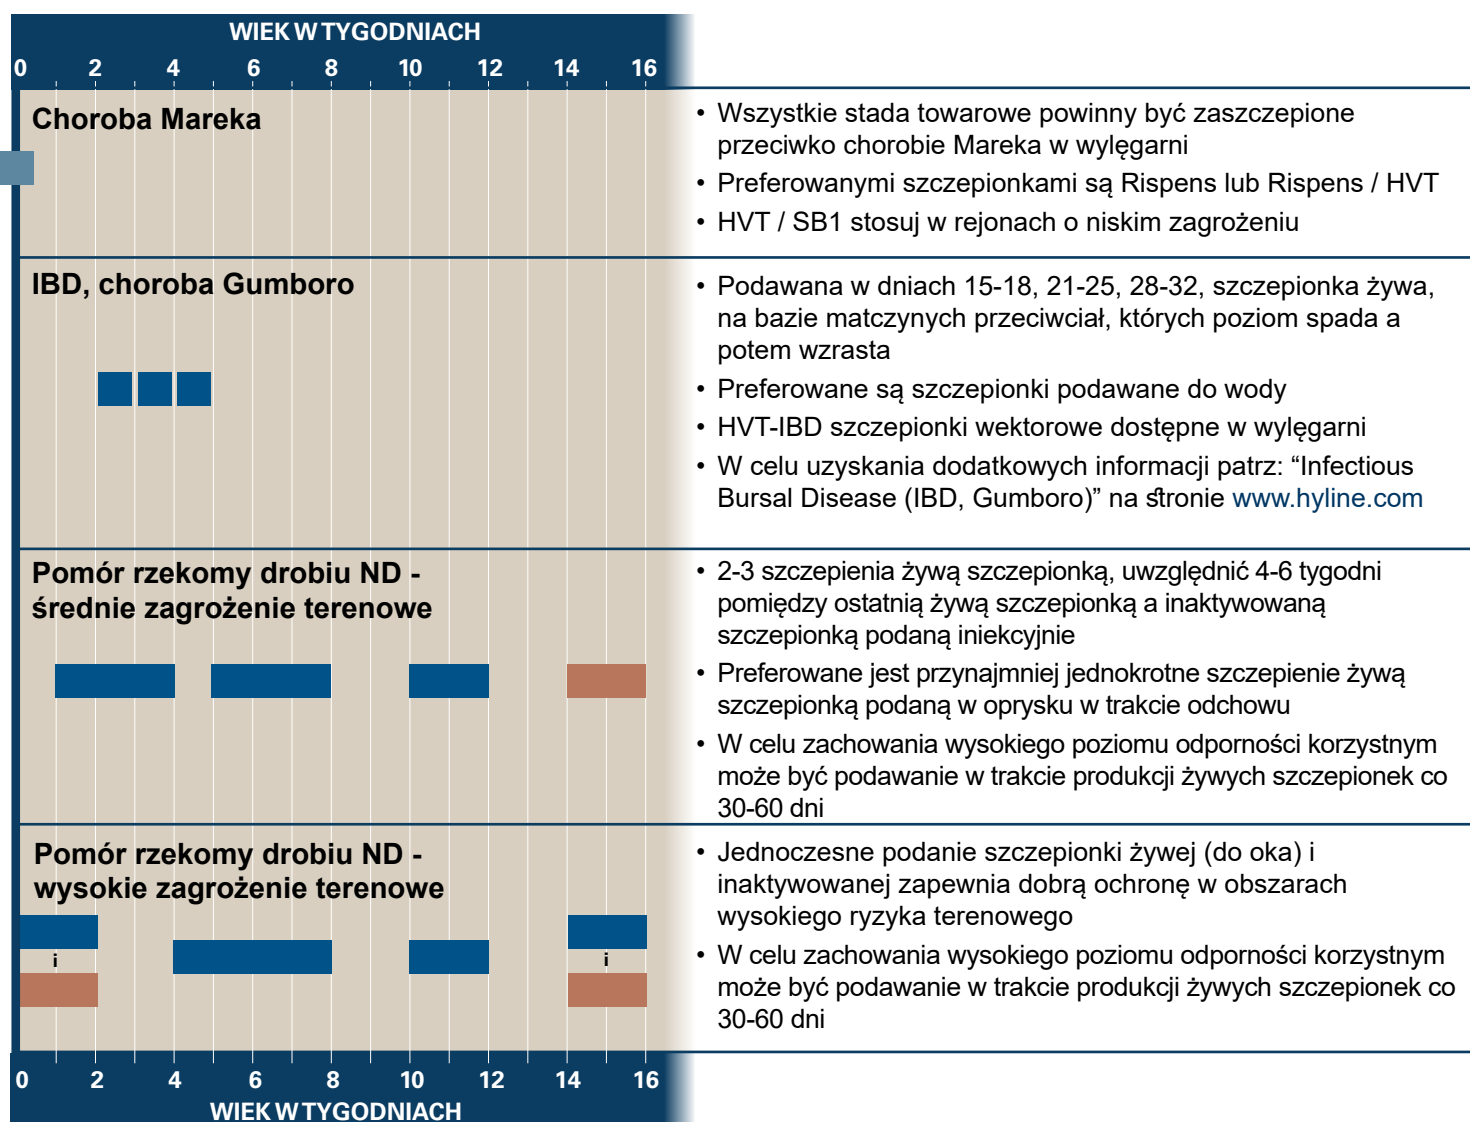 WIEK W TYGODNIACH
0 2 4 6 8 10 12 14 16
Choroba Mareka
• Wszystkie stada towarowe powinny być zaszczepione
przeciwko chorobie Mareka w wylęgarni
• Preferowanymi szczepionkami są Rispens lub Rispens / HVT
• HVT / SB1 stosuj w rejonach o niskim zagrożeniu
IBD, choroba Gumboro
• Podawana w dniach 15-18, 21-25, 28-32, szczepionka żywa,
na bazie matczynych przeciwciał, których poziom spada a
potem wzrasta
• Preferowane są szczepionki podawane do wody
• HVT-IBD szczepionki wektorowe dostępne w wylęgarni
• W celu uzyskania dodatkowych informacji patrz: “Infectious
Bursal Disease (IBD, Gumboro)” na stronie www.hyline.com
Pomór rzekomy drobiu ND -
średnie zagrożenie terenowe
• 2-3 szczepienia żywą szczepionką, uwzględnić 4-6 tygodni
pomiędzy ostatnią żywą szczepionką a inaktywowaną
szczepionką podaną iniekcyjnie
• Preferowane jest przynajmniej jednokrotne szczepienie żywą
szczepionką podaną w oprysku w trakcie odchowu
• W celu zachowania wysokiego poziomu odporności korzystnym
może być podawanie w trakcie produkcji żywych szczepionek co
30-60 dni
Pomór rzekomy drobiu ND -
wysokie zagrożenie terenowe
i i
• Jednoczesne podanie szczepionki żywej (do oka) i
inaktywowanej zapewnia dobrą ochronę w obszarach
wysokiego ryzyka terenowego
• W celu zachowania wysokiego poziomu odporności korzystnym
może być podawanie w trakcie produkcji żywych szczepionek co
30-60 dni
0 2 4 6 8 10 12 14 16
WIEK W TYGODNIACH